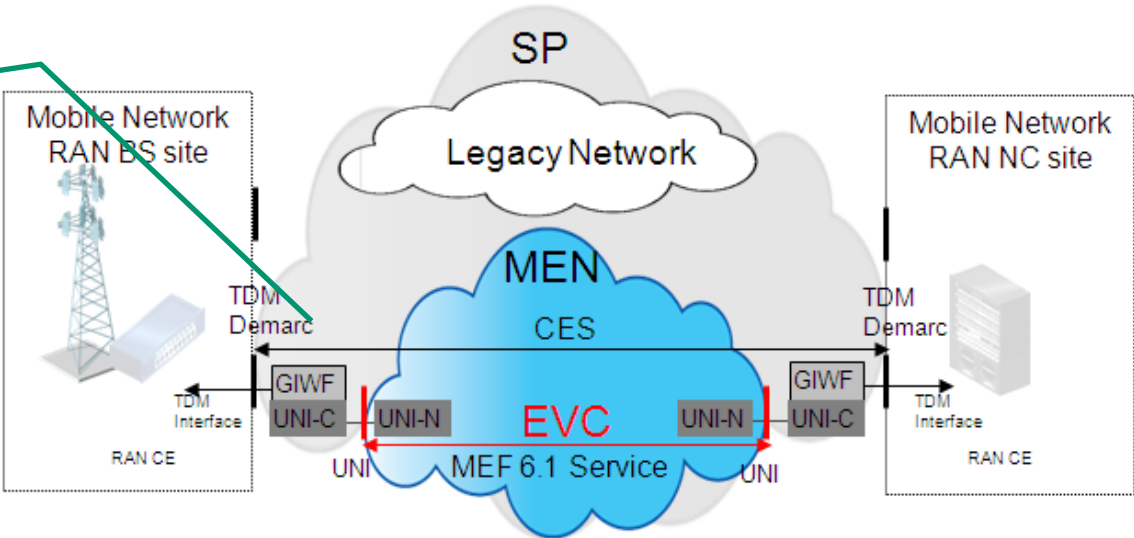 SP
Mobile Network
RAN BS site
Legacy Network
Mobile Network
RAN NC site
MEN
TDM
Demarc
CES
TDM
Demarc
GIWF
UNI-C
UNI-N
EVC
UNI-N
GIWF
UNI-C
TDM
Interface
TDM
Interface
RAN CE
UNI
MEF 6.1 Service
UNI
RAN CE